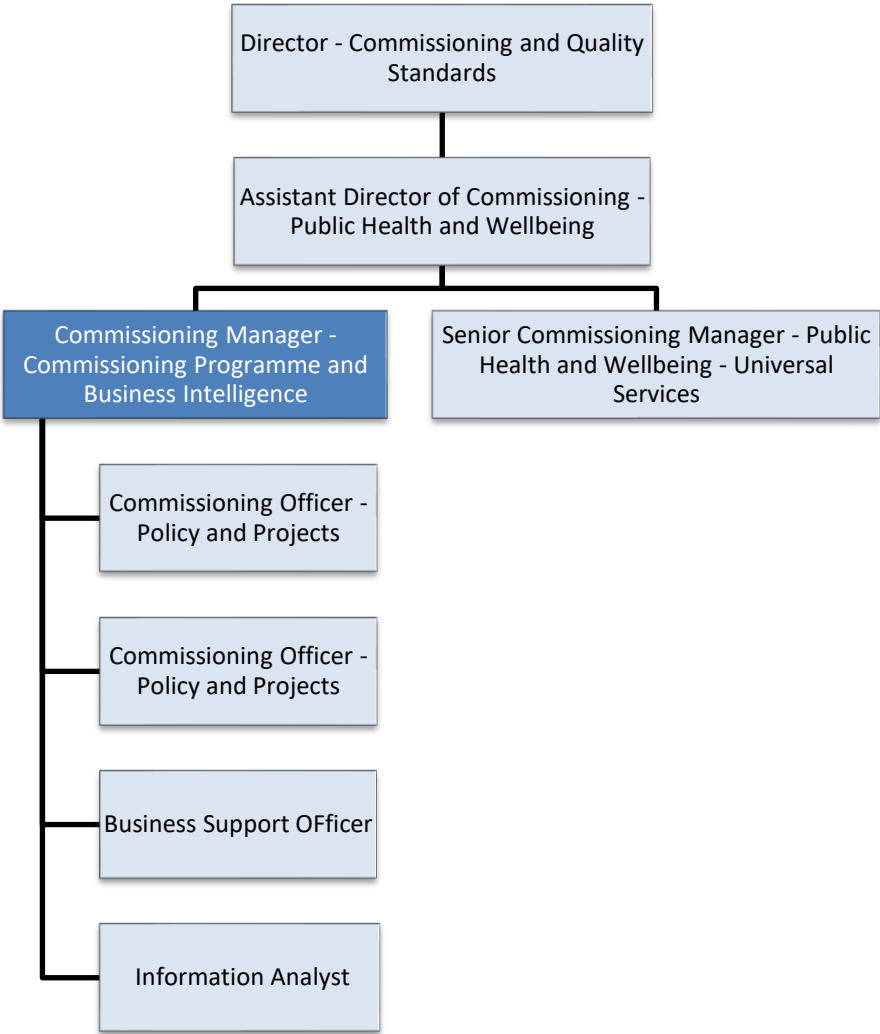 Director - Commissioning and Quality
Standards
Assistant Director of Commissioning -
Public Health and Wellbeing
Commissioning Manager -
Commissioning Programme and
Business Intelligence
Senior Commissioning Manager - Public
Health and Wellbeing - Universal
Services
Commissioning Officer -
Policy and Projects
Commissioning Officer -
Policy and Projects
Business Support OFficer
Information Analyst